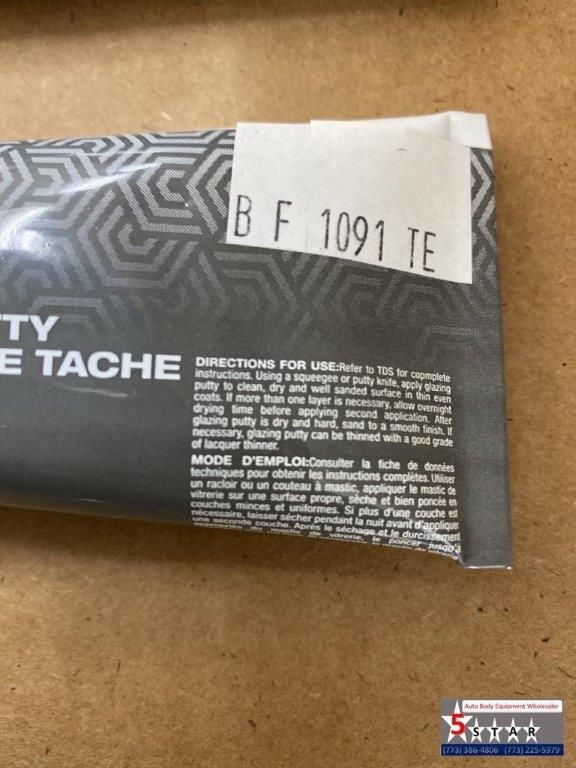 B F 1091 TE
TTY
E TACHE
DIRECTIONS FOR USE:Refer to TDS for copmplete
instructions. Using a squeegee or putty knife, apply glazing
putty to clean, dry and well sanded surface in thin even
coats. If more than one layer is necessary, allow overnight
drying time before applying second application. After
glazing putty is dry and hard, sand to a smooth finish. If
necessary, glazing putty can be thinned with a good grade
of lacquer thinner.
MODE D'EMPLOI:Consulter la fiche de données
techniques pour obtenir les instructions complètes. Utiliser
un racloir ou un couteau à mastic, appliquer le mastic de
vitrerie sur une surface propre, sèche et bien poncée en
couches minces et uniformes. Si plus d'une couche est
nécessaire, laisser sécher pendant la nuit avant d'appliquer
une seconde couche. Après le séchage et le durcissement
du mastic de vitrerie, le poncer jusqu'à
Auto Body Equipment Wholesaler
5 STAR
(773) 386-4806 (773) 225-5979